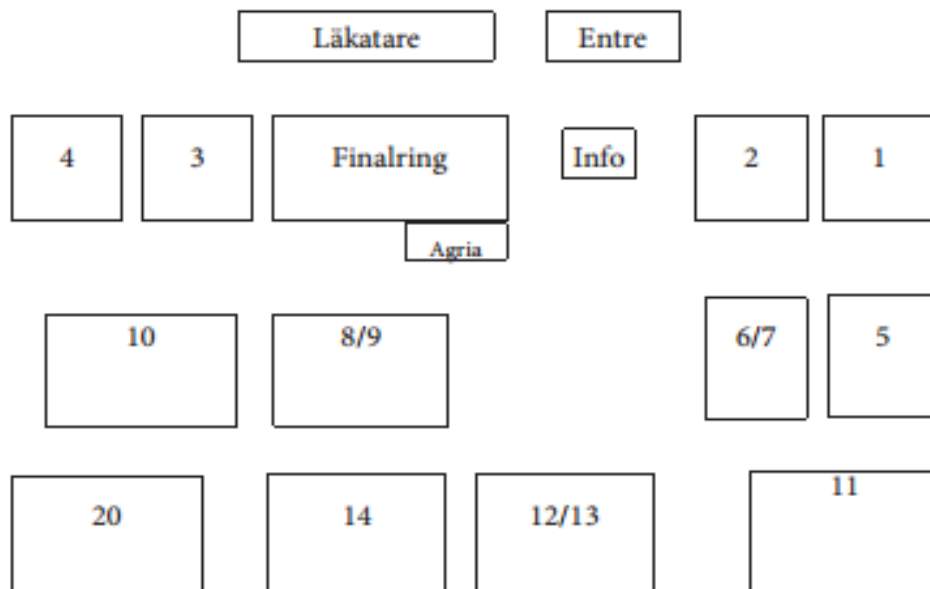 Läkatare
Entre
4
3
Finalring
Info
2
1
Agria
10
8/9
6/7
5
20
14
12/13
11